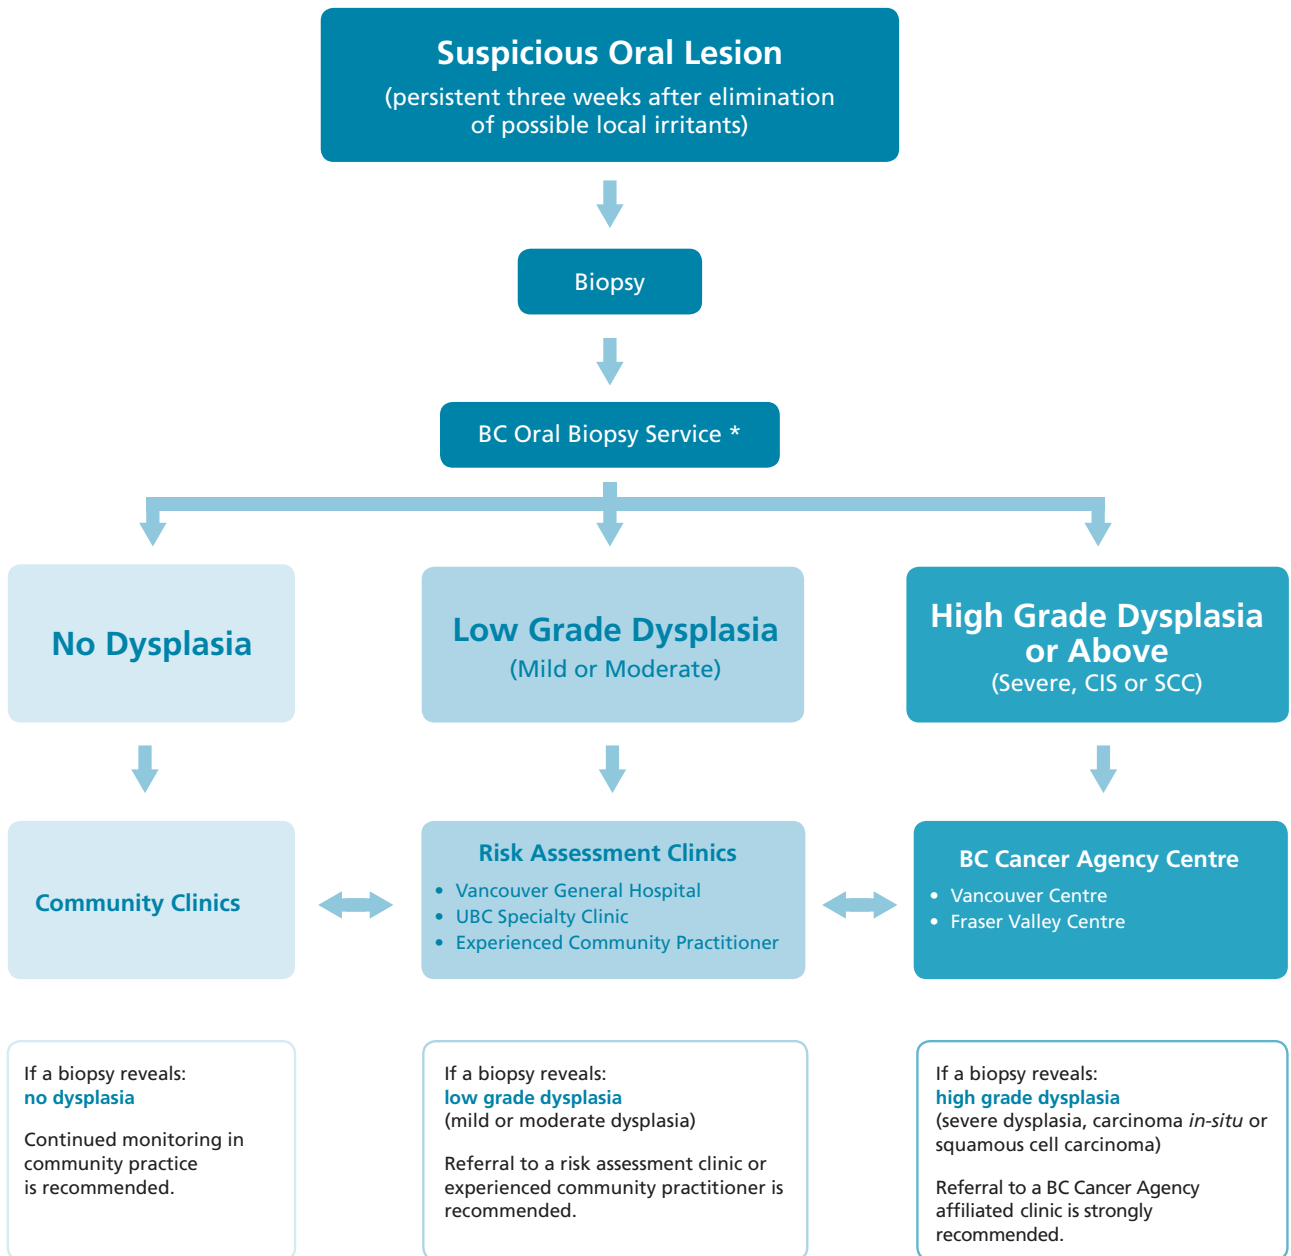 Suspicious Oral Lesion
(persistent three weeks after elimination
of possible local irritants)
Biopsy
BC Oral Biopsy Service *
No Dysplasia
Low Grade Dysplasia
(Mild or Moderate)
High Grade Dysplasia
or Above
(Severe, CIS or SCC)
Community Clinics
Risk Assessment Clinics
• Vancouver General Hospital
• UBC Specialty Clinic
• Experienced Community Practitioner
BC Cancer Agency Centre
• Vancouver Centre
• Fraser Valley Centre
If a biopsy reveals:
no dysplasia
Continued monitoring in
community practice
is recommended.
If a biopsy reveals:
low grade dysplasia
(mild or moderate dysplasia)
Referral to a risk assessment clinic or
experienced community practitioner is
recommended.
If a biopsy reveals:
high grade dysplasia
(severe dysplasia, carcinoma in-situ or
squamous cell carcinoma)
Referral to a BC Cancer Agency
affiliated clinic is strongly
recommended.